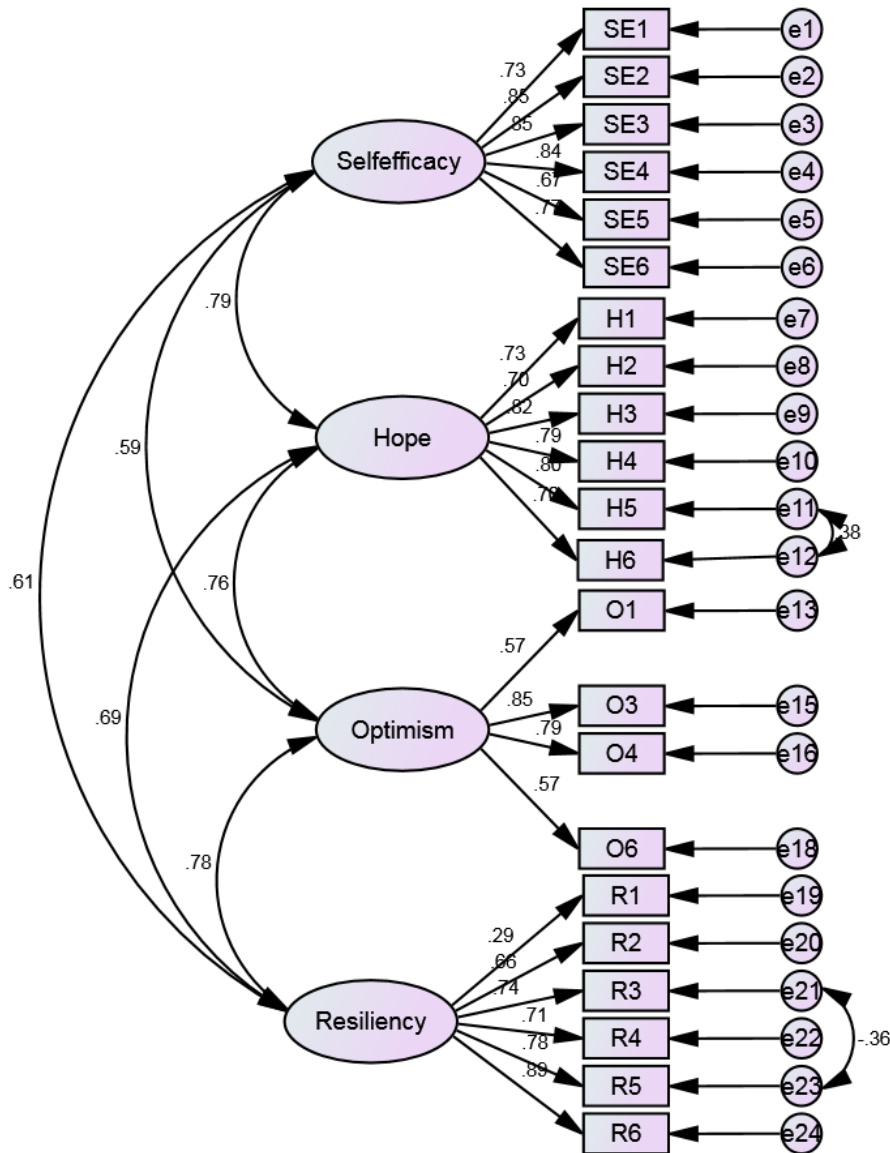 SE1
e1
.73
SE2
e2
.85
SE3
e3
.85
Selfefficacy
.84
SE4
e4
.67
SE5
e5
.77
SE6
e6
.79
H1
e7
.73
H2
e8
.70
H3
e9
.82
Hope
.79
H4
e10
.59
.80
H5
e11
.38
H6
e12
.61
.76
O1
e13
.57
.69
.85
O3
e15
Optimism
.79
O4
e16
.57
.78
O6
e18
R1
e19
.29
R2
e20
.66
.74
R3
e21
Resiliency
.71
R4
e22
-.36
.78
R5
e23
.89
R6
e24